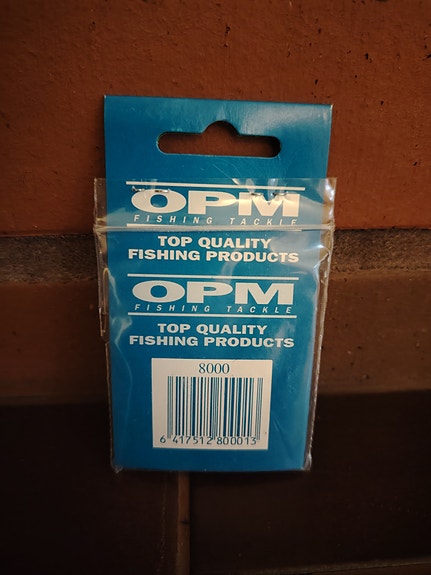 OPM
FISHING TACKLE
TOP QUALITY
FISHING PRODUCTS
OPM
FISHING TACKLE
TOP QUALITY
FISHING PRODUCTS
8000
6 417512 800013